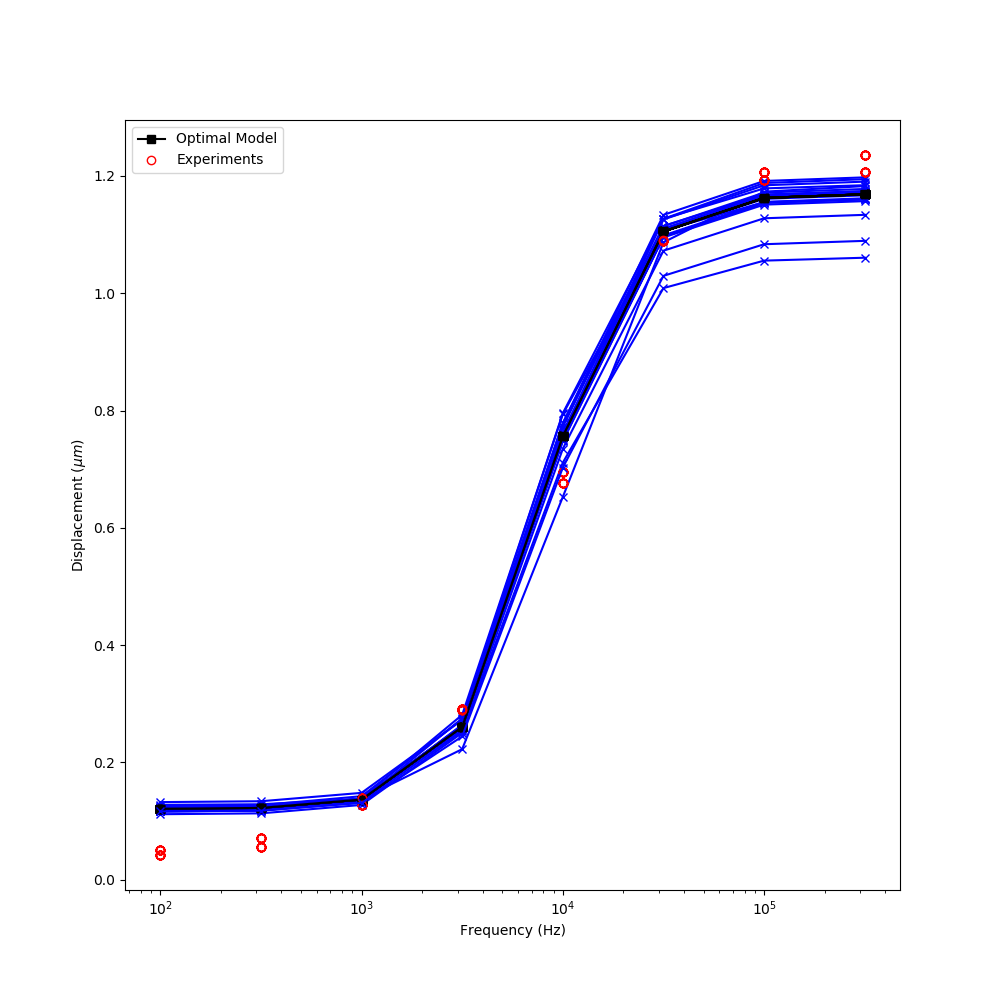 Optimal Model
Experiments
1.2
1.0
0.8
0.6
0.4
0.2
0.0
Displacement (μm)
10² 10³ 10⁴ 10⁵
Frequency (Hz)